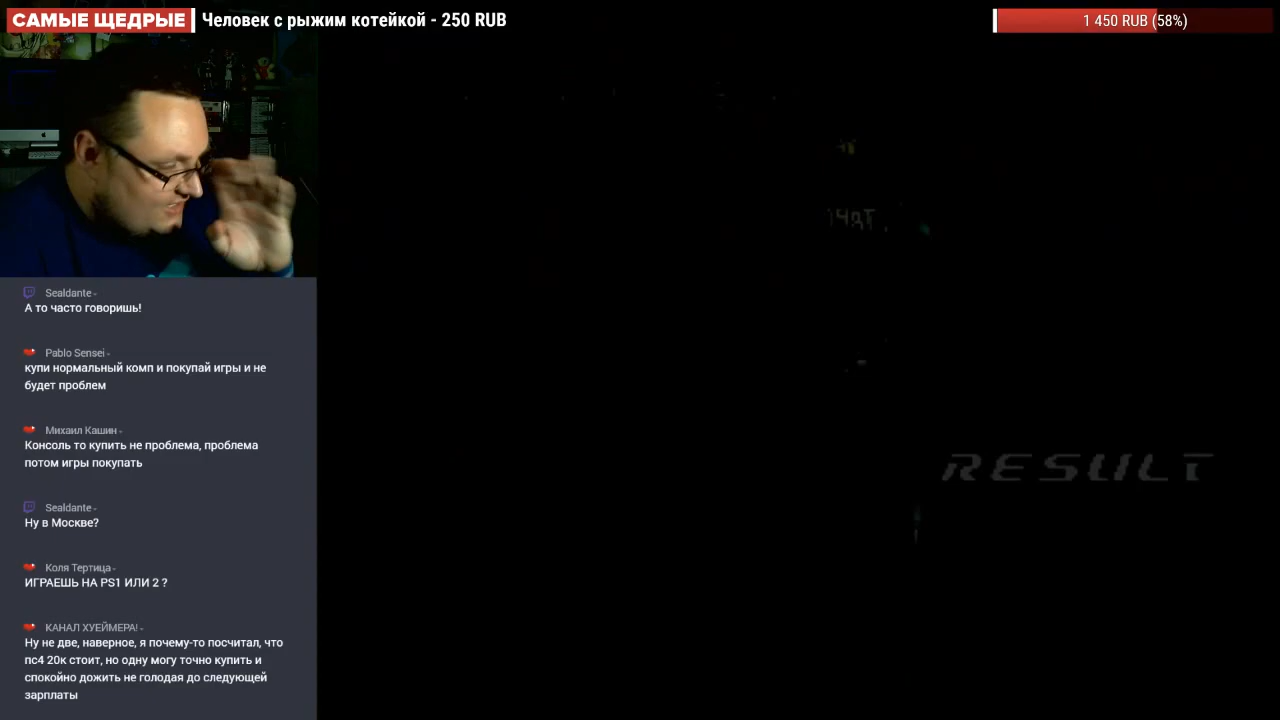 САМЫЕ ЩЕДРЫЕ
Человек с рыжим котейкой - 250 RUB
1 450 RUB (58%)
Sealdante-
А то часто говоришь!
Pablo Sensei-
купи нормальный комп и покупай игры и не
будет проблем
Михаил Кашин-
Консоль то купить не проблема, проблема
потом игры покупать
Sealdante-
Ну в Москве?
Коля Тертица-
ИГРАЕШЬ НА PS1 ИЛИ 2 ?
КАНАЛ ХУЕЙМЕРА!-
Ну не две, наверное, я почему-то посчитал, что
пс4 20к стоит, но одну могу точно купить и
спокойно дожить не голодая до следующей
зарплаты
RESULT